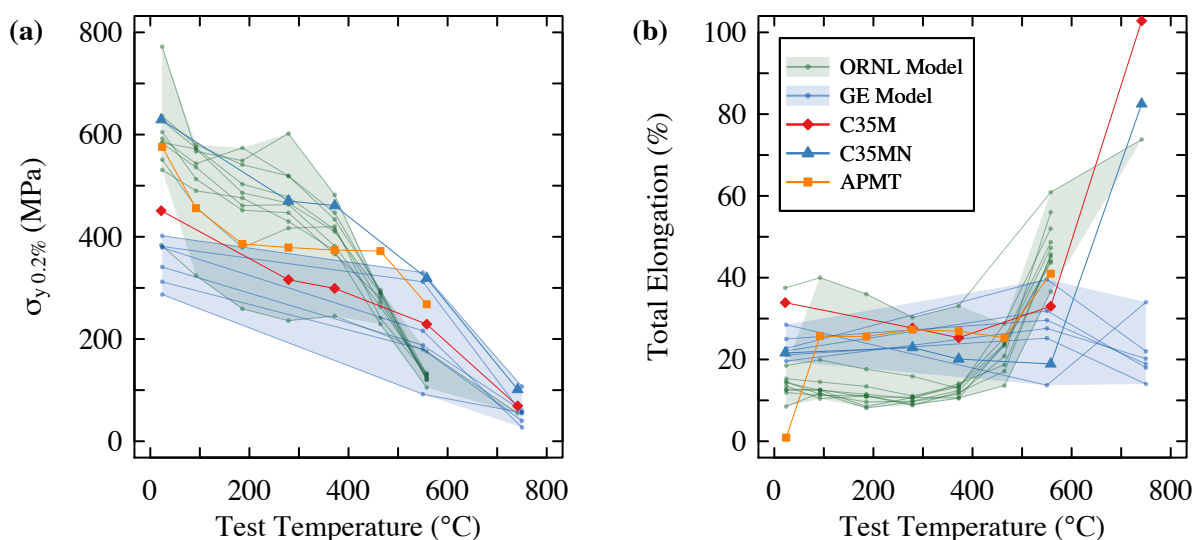 (a)
800
600
400
200
0
σy 0.2% (MPa)
0 200 400 600 800
Test Temperature (°C)
(b)
100
80
60
40
20
0
Total Elongation (%)
ORNL Model
GE Model
C35M
C35MN
APMT
0 200 400 600 800
Test Temperature (°C)